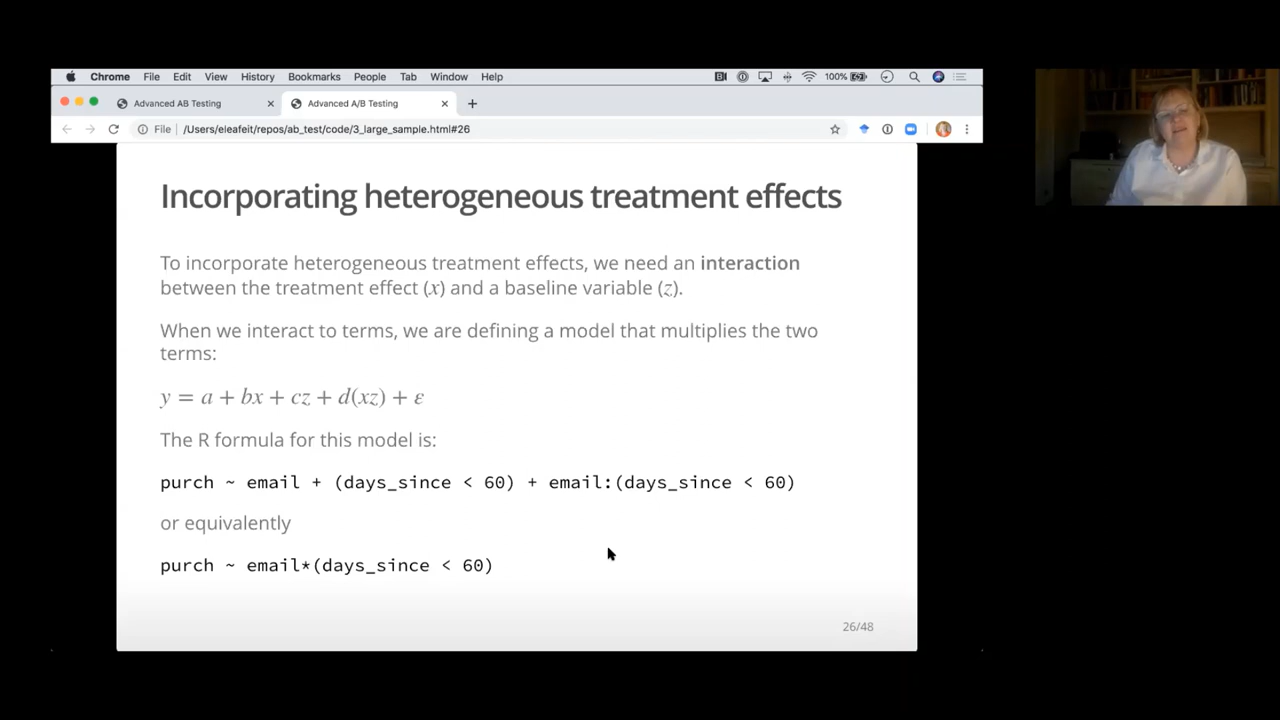 Chrome File Edit View History Bookmarks People Tab Window Help 100%
Advanced AB Testing Advanced A/B Testing
File /Users/eleafeit/repos/ab_test/code/3_large_sample.html#26
Incorporating heterogeneous treatment effects
To incorporate heterogeneous treatment effects, we need an interaction
between the treatment effect (x) and a baseline variable (z).
When we interact to terms, we are defining a model that multiplies the two
terms:
y = a + bx + cz + d(xz) + ε
The R formula for this model is:
purch ~ email + (days_since < 60) + email:(days_since < 60)
or equivalently
purch ~ email*(days_since < 60)
26/48